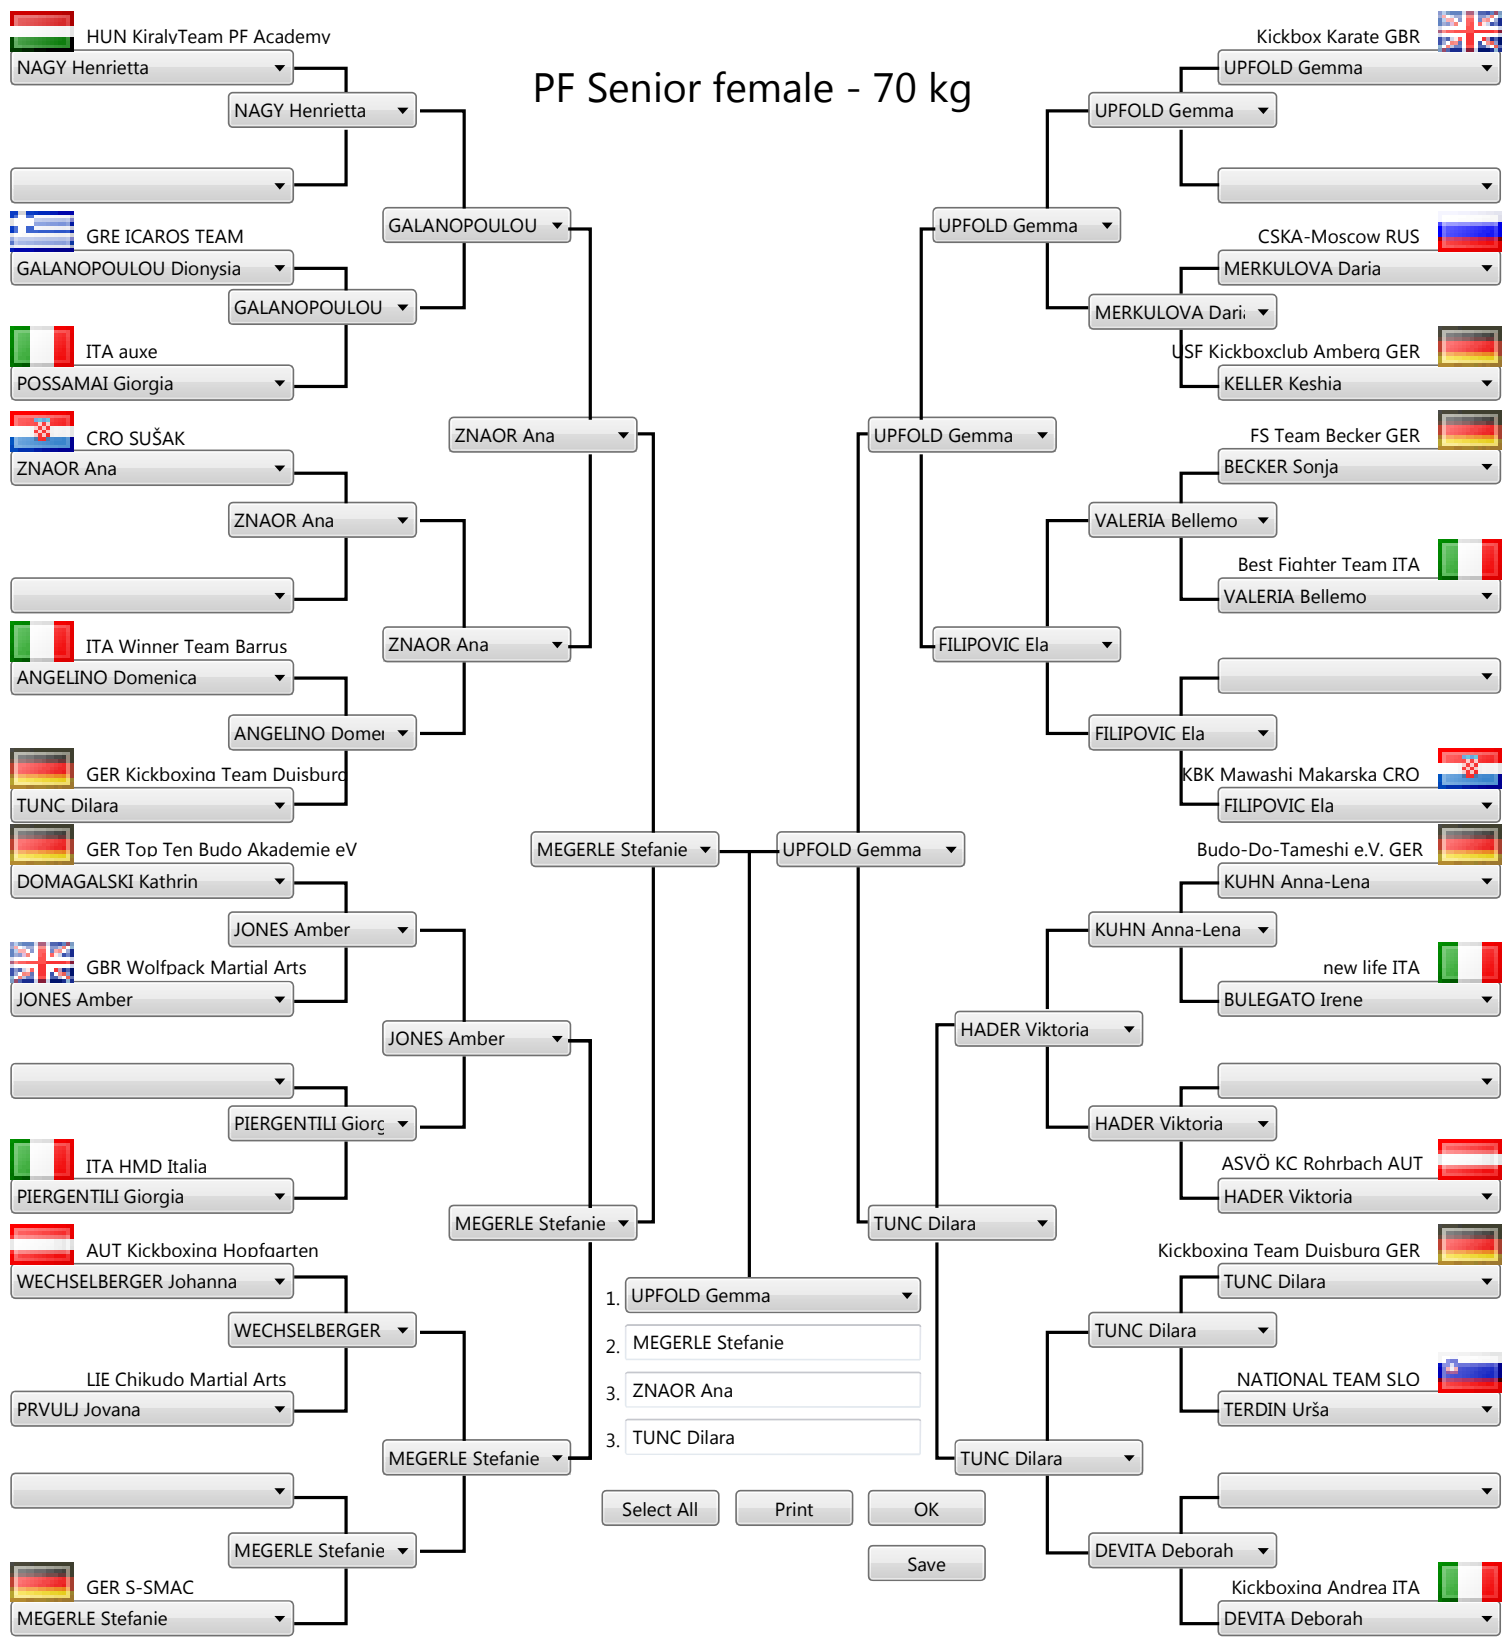 PF Senior female - 70 kg
HUN KiralyTeam PF Academy
NAGY Henrietta
NAGY Henrietta
GRE ICAROS TEAM
GALANOPOULOU Dionysia
GALANOPOULOU
GALANOPOULOU
ITA auxe
POSSAMAI Giorgia
CRO SUŠAK
ZNAOR Ana
ZNAOR Ana
ZNAOR Ana
ZNAOR Ana
ITA Winner Team Barrus
ANGELINO Domenica
ANGELINO Domer
GER Kickboxing Team Duisburg
TUNC Dilara
GER Top Ten Budo Akademie eV
DOMAGALSKI Kathrin
MEGERLE Stefanie
JONES Amber
GBR Wolfpack Martial Arts
JONES Amber
JONES Amber
PIERGENTILI Giorg
ITA HMD Italia
PIERGENTILI Giorgia
MEGERLE Stefanie
AUT Kickboxing Hopfgarten
WECHSELBERGER Johanna
WECHSELBERGER
LIE Chikudo Martial Arts
PRVULJ Jovana
MEGERLE Stefanie
MEGERLE Stefanie
GER S-SMAC
MEGERLE Stefanie
Kickbox Karate GBR
UPFOLD Gemma
UPFOLD Gemma
UPFOLD Gemma
CSKA-Moscow RUS
MERKULOVA Daria
MERKULOVA Daria
USF Kickboxclub Amberg GER
KELLER Keshia
UPFOLD Gemma
FS Team Becker GER
BECKER Sonja
VALERIA Bellemo
Best Fighter Team ITA
VALERIA Bellemo
FILIPOVIC Ela
FILIPOVIC Ela
KBK Mawashi Makarska CRO
FILIPOVIC Ela
UPFOLD Gemma
Budo-Do-Tameshi e.V. GER
KUHN Anna-Lena
KUHN Anna-Lena
new life ITA
BULEGATO Irene
HADER Viktoria
HADER Viktoria
ASVÖ KC Rohrbach AUT
HADER Viktoria
TUNC Dilara
Kickboxing Team Duisburg GER
TUNC Dilara
TUNC Dilara
NATIONAL TEAM SLO
TERDIN Urša
TUNC Dilara
DEVITA Deborah
Kickboxing Andrea ITA
DEVITA Deborah
1. UPFOLD Gemma
2. MEGERLE Stefanie
3. ZNAOR Ana
3. TUNC Dilara
Select All Print OK
Save